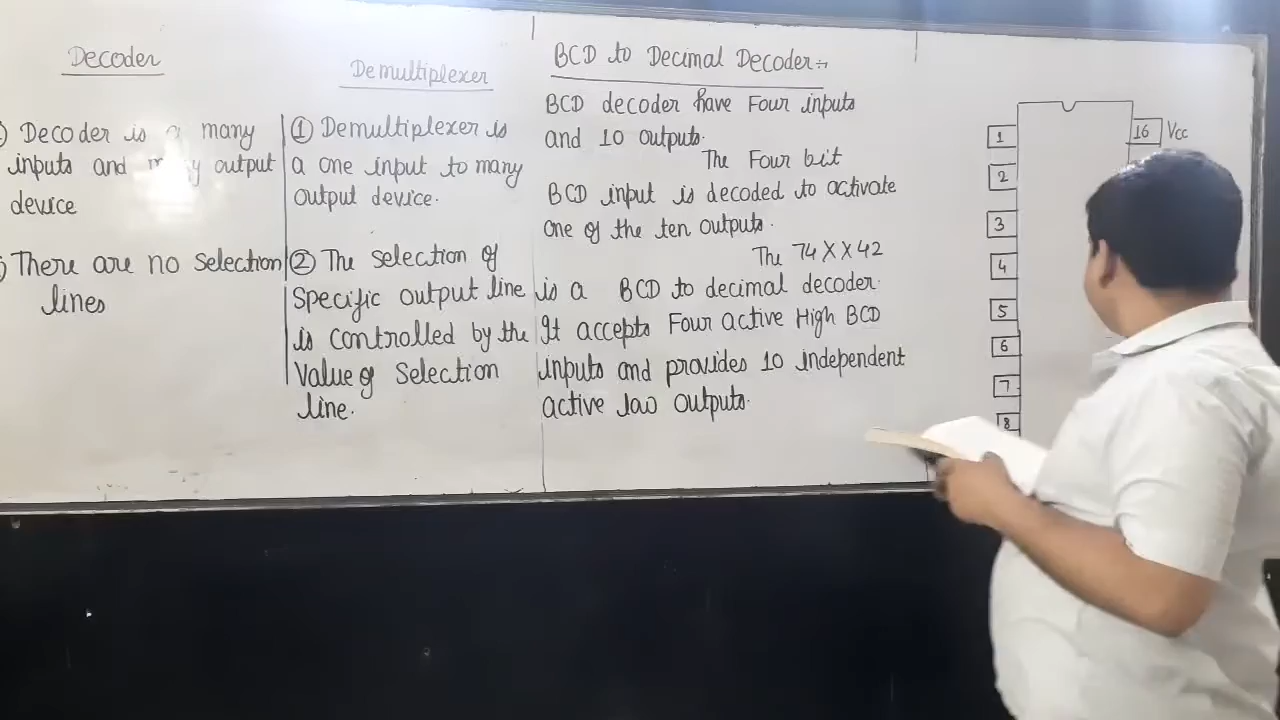 Decoder
Decoder is a many
inputs and many output
device
There are no selection
lines
Demultiplexer
① Demultiplexer is
a one input to many
output device.
② The selection of
Specific output line
is controlled by the
Value of Selection
line.
BCD to Decimal Decoder:-
BCD decoder have Four inputs
and 10 outputs.
The Four bit
BCD input is decoded to activate
one of the ten outputs.
The 74XX42
is a BCD to decimal decoder.
It accepts Four active High BCD
inputs and provides 10 independent
active low outputs.
1
2
3
4
5
6
7
8
16 Vcc